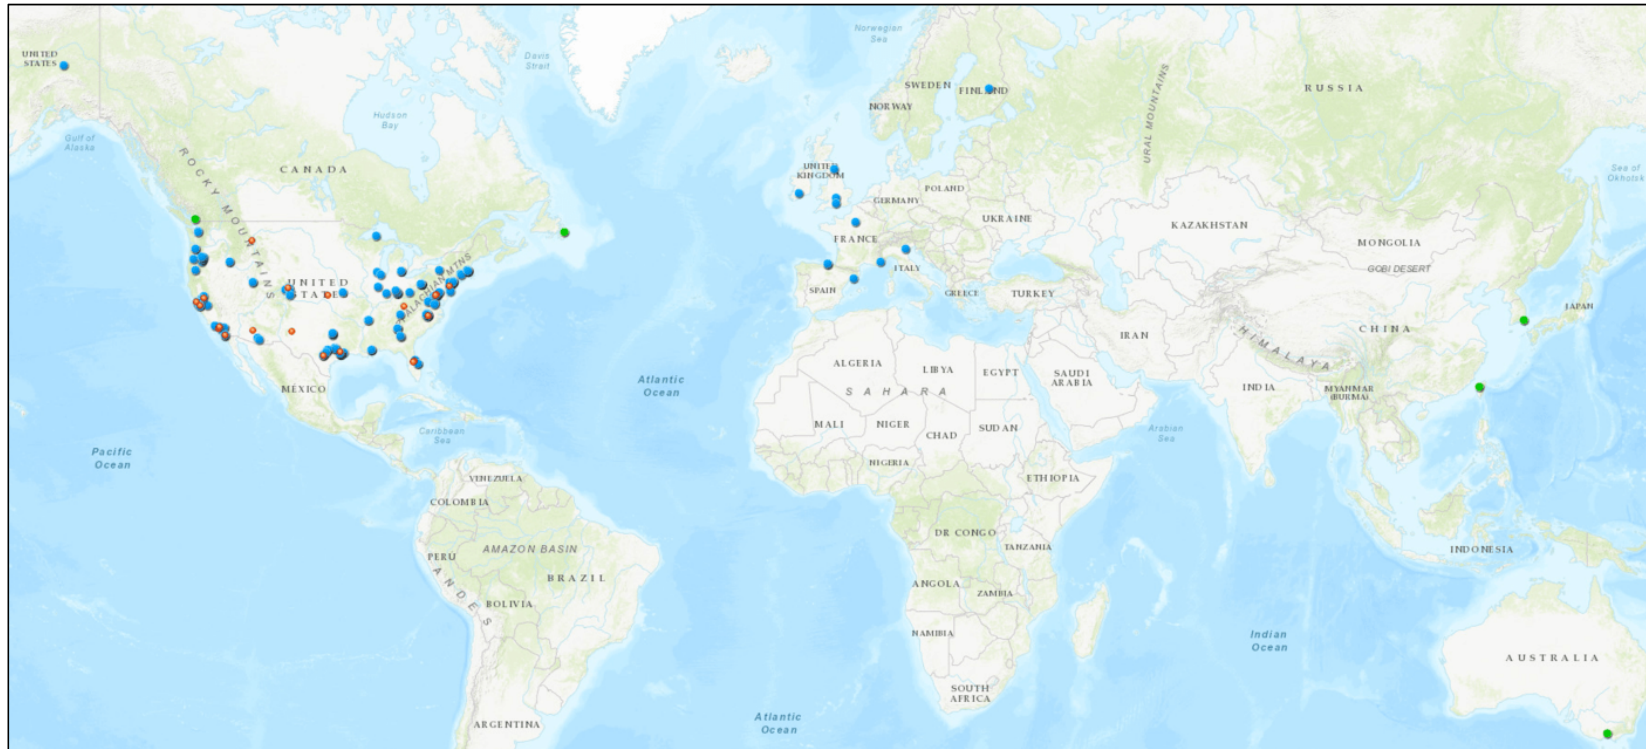 Norwegian
Sea
UNITED
STATES
Davis
Strait
SWEDEN
FINLAND
RUSSIA
NORWAY
URAL MOUNTAINS
Hudson
Bay
Gulf of
Alaska
ROCKY MOUNTAINS
CANADA
UNITED
KINGDOM
Sea of
Okhotsk
POLAND
GERMANY
UKRAINE
KAZAKHSTAN
FRANCE
MONGOLIA
ITALY
GOBI DESERT
UNITED
STATES
APPALACHIAN MTNS
SPAIN
GREECE
TURKEY
JAPAN
CHINA
IRAN
HIMALAYA
ALGERIA
LIBYA
EGYPT
SAUDI
ARABIA
Atlantic
Ocean
MÉXICO
SAHARA
INDIA
MYANMAR
(BURMA)
MALI
NIGER
CHAD
SUDAN
Caribbean
Sea
Arabian
Sea
Pacific
Ocean
NIGERIA
VENEZUELA
ETHIOPIA
COLOMBIA
DR CONGO
AMAZON BASIN
PERU
TANZANIA
INDONESIA
BRAZIL
ANDES
ANGOLA
ZAMBIA
BOLIVIA
NAMIBIA
Indian
Ocean
AUSTRALIA
SOUTH
AFRICA
Atlantic
Ocean
ARGENTINA